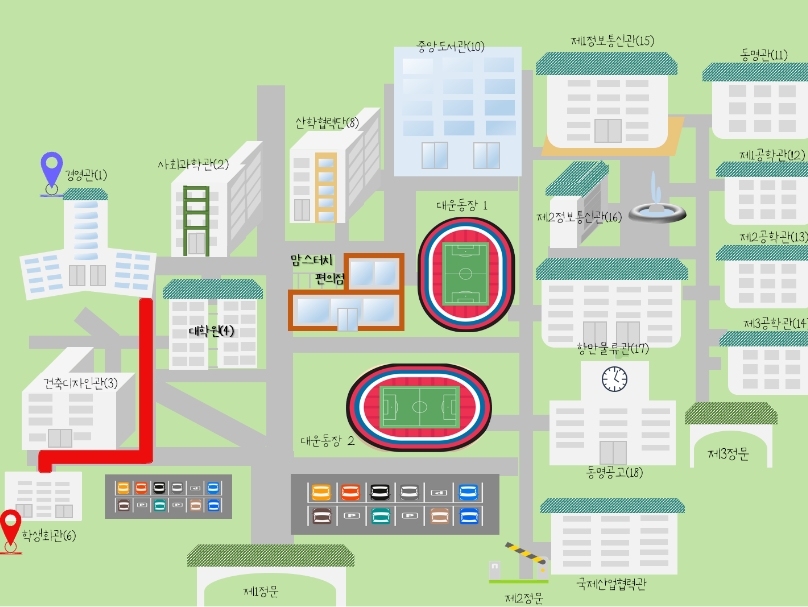 중앙도서관(10)
제1정보통신관(15)
동명관(11)
산학협력단(8)
사회과학관(2)
제1공학관(12)
경영관(1)
대운동장 1
제2정보통신관(16)
제2공학관(13)
맘스터치
편의점
제3공학관(14)
대학원(4)
항만물류관(17)
건축디자인관(3)
대운동장 2
제3정문
동명공고(18)
학생회관(6)
국제산업협력관
제1정문
제2정문